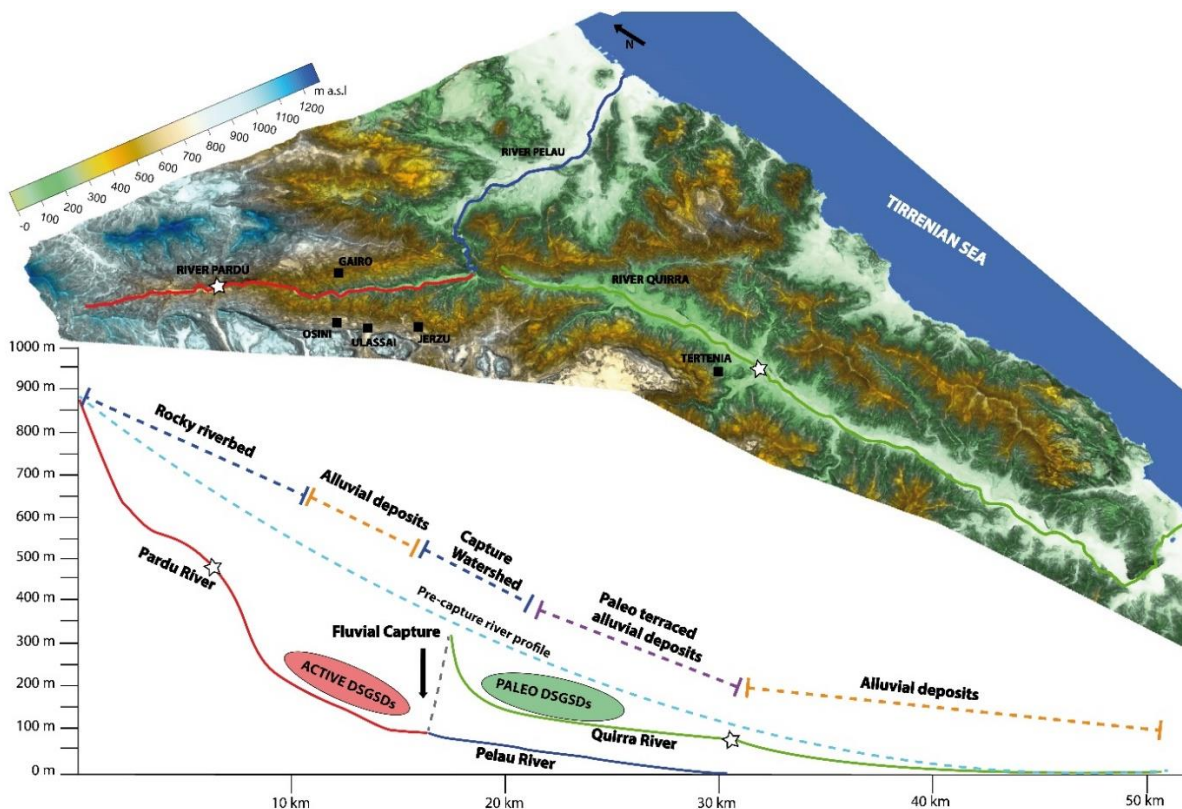 N
m a.s.l
1200
1100
1000
900
800
700
600
500
400
300
200
100
-0
RIVER PELAU
TIRRENIAN SEA
RIVER PARDU
GAIRO
RIVER QUIRRA
OSINI
ULASSAI
JERZU
TERTENIA
1000 m
900 m
800 m
700 m
600 m
500 m
400 m
300 m
200 m
100 m
0 m
Rocky riverbed
Alluvial deposits
Capture
Watershed
Paleo terraced
alluvial deposits
Alluvial deposits
Pardu River
Pre-capture river profile
Fluvial Capture
ACTIVE DSGSDs
PALEO DSGSDs
Quirra River
Pelau River
10 km
20 km
30 km
40 km
50 km